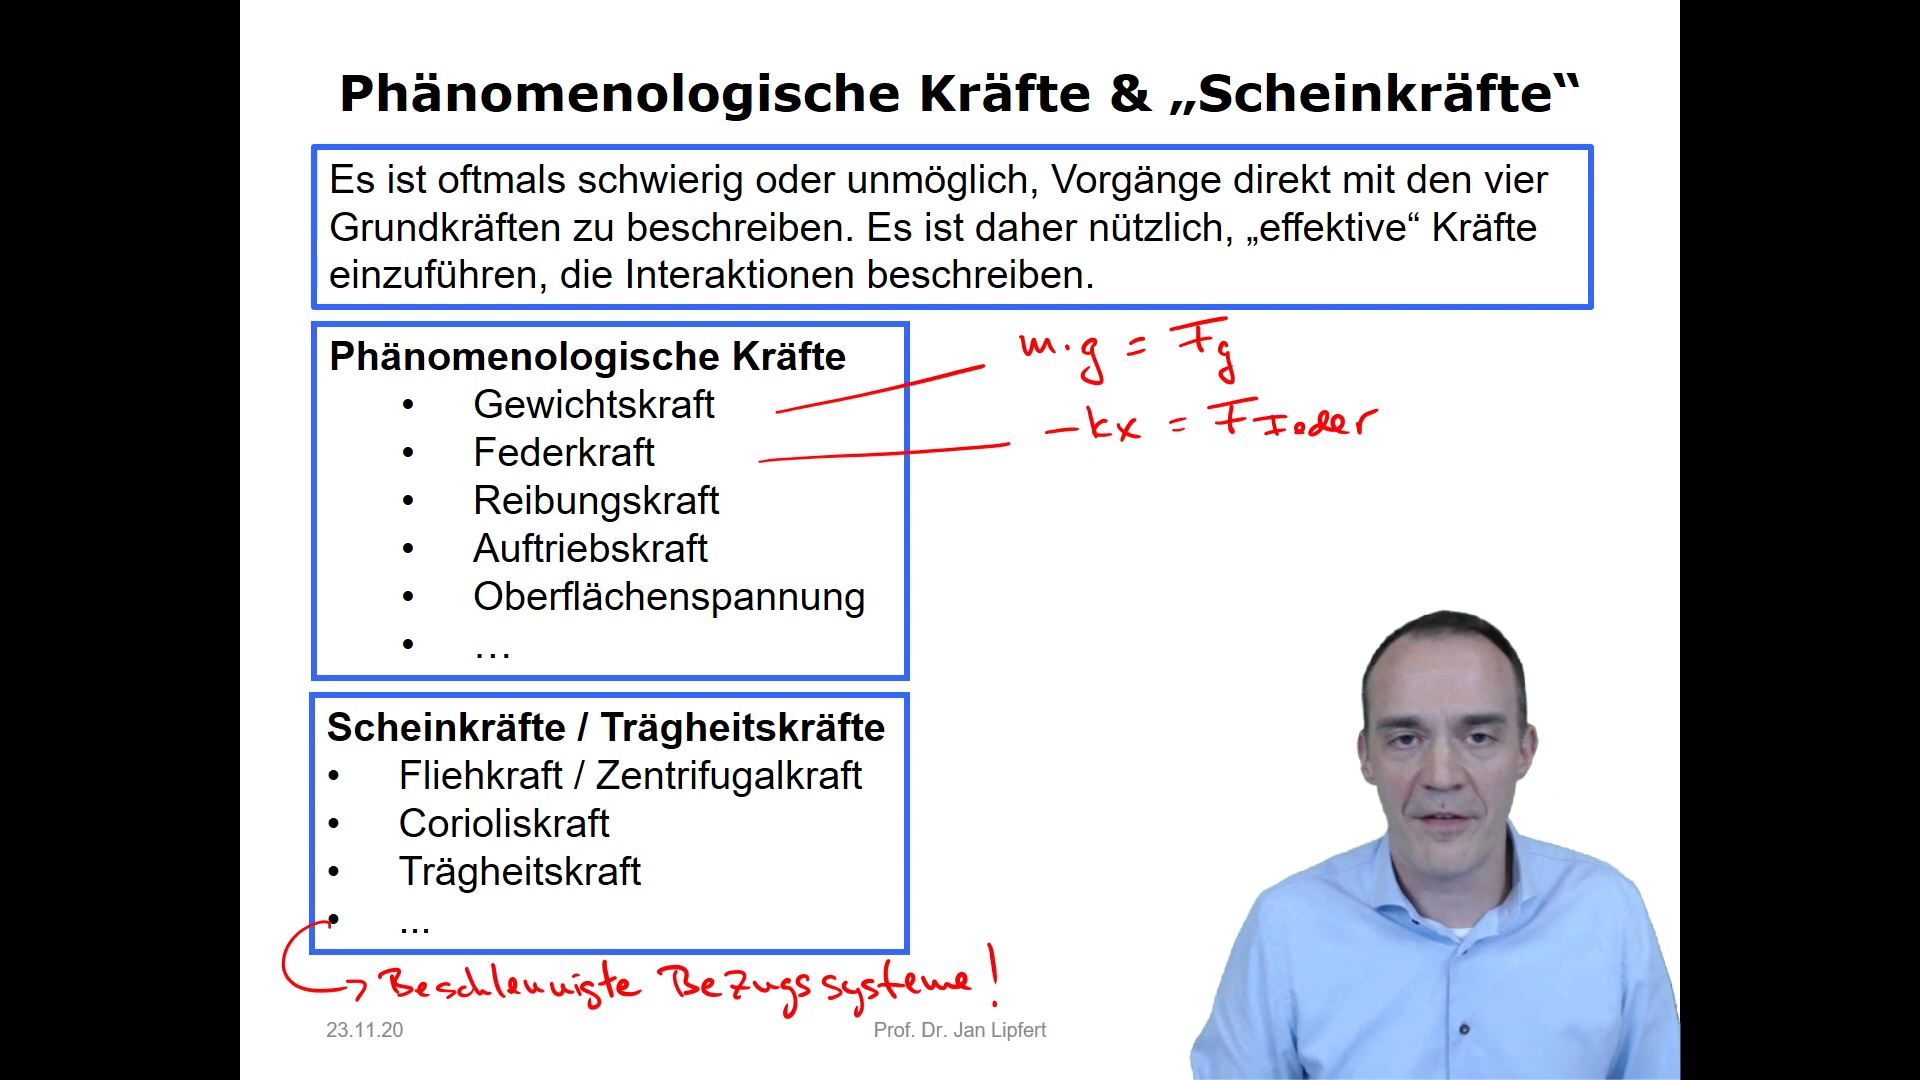 Phänomenologische Kräfte & „Scheinkräfte“
Es ist oftmals schwierig oder unmöglich, Vorgänge direkt mit den vier
Grundkräften zu beschreiben. Es ist daher nützlich, „effektive“ Kräfte
einzuführen, die Interaktionen beschreiben.
Phänomenologische Kräfte
• Gewichtskraft
• Federkraft
• Reibungskraft
• Auftriebskraft
• Oberflächenspannung
• …
m·g = F_g
-kx = F_Feder
Scheinkräfte / Trägheitskräfte
• Fliehkraft / Zentrifugalkraft
• Corioliskraft
• Trägheitskraft
• ...
→ Beschleunigte Bezugssysteme!
23.11.20
Prof. Dr. Jan Lipfert